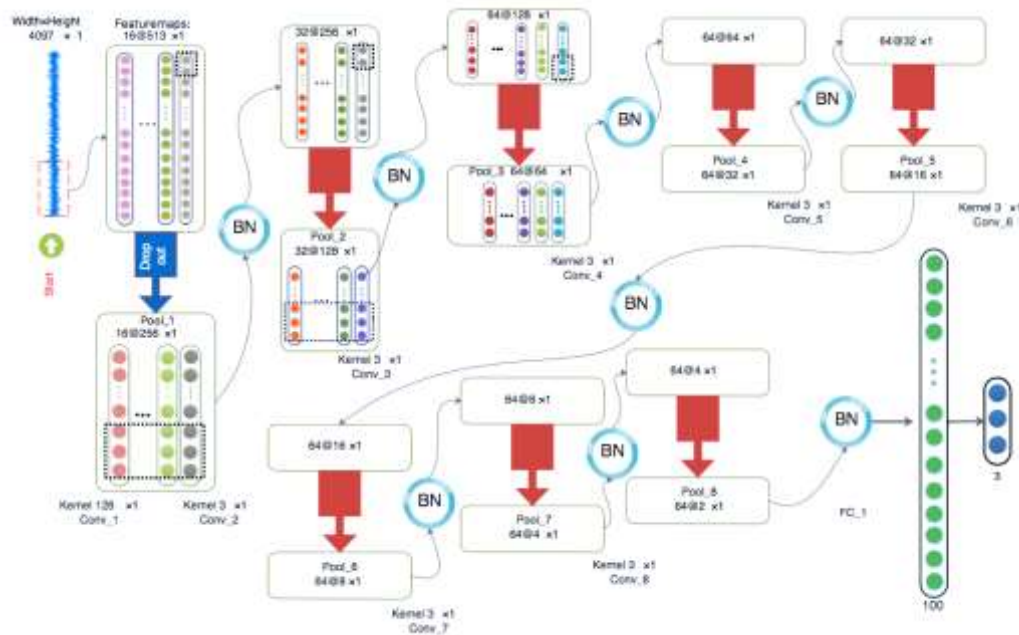 Width×Height
4097 × 1
Start
Featuremaps:
16@513 ×1
Drop out
Pool_1
16@256 ×1
Kernel 128 ×1
Conv_1
Kernel 3 ×1
Conv_2
BN
32@256 ×1
Pool_2
32@128 ×1
Kernel 3 ×1
Conv_3
BN
64@128 ×1
Pool_3 64@64 ×1
Kernel 3 ×1
Conv_4
BN
64@64 ×1
Pool_4
64@32 ×1
Kernel 3 ×1
Conv_5
BN
64@32 ×1
Pool_5
64@16 ×1
Kernel 3 ×1
Conv_6
BN
64@16 ×1
Pool_6
64@8 ×1
Kernel 3 ×1
Conv_7
BN
64@8 ×1
Pool_7
64@4 ×1
Kernel 3 ×1
Conv_8
BN
64@4 ×1
Pool_8
64@2 ×1
BN
FC_1
100
3